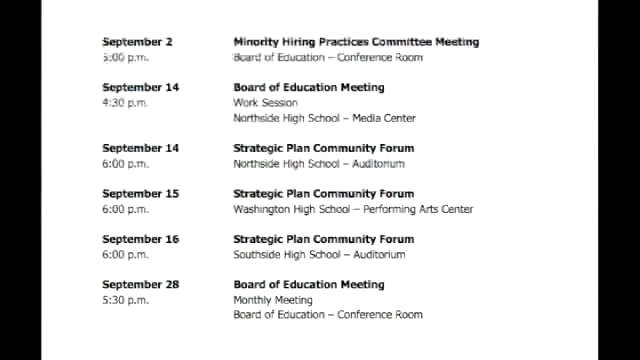 September 2 Minority Hiring Practices Committee Meeting
5:00 p.m. Board of Education – Conference Room
September 14 Board of Education Meeting
4:30 p.m. Work Session
Northside High School – Media Center
September 14 Strategic Plan Community Forum
6:00 p.m. Northside High School – Auditorium
September 15 Strategic Plan Community Forum
6:00 p.m. Washington High School – Performing Arts Center
September 16 Strategic Plan Community Forum
6:00 p.m. Southside High School – Auditorium
September 28 Board of Education Meeting
5:30 p.m. Monthly Meeting
Board of Education – Conference Room